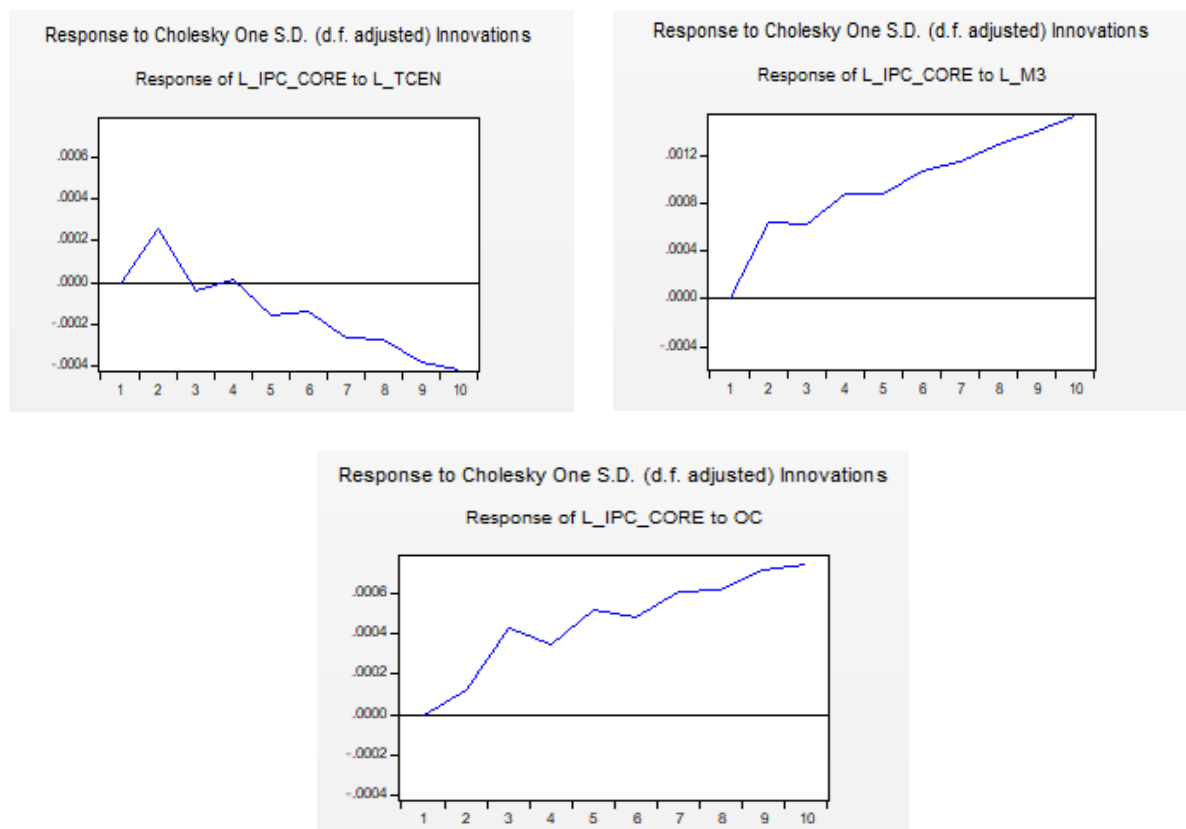 Response to Cholesky One S.D. (d.f. adjusted) Innovations
Response of L_IPC_CORE to L_TCEN
.0006
.0004
.0002
.0000
-.0002
-.0004
1 2 3 4 5 6 7 8 9 10
Response to Cholesky One S.D. (d.f. adjusted) Innovations
Response of L_IPC_CORE to L_M3
.0012
.0008
.0004
.0000
-.0004
1 2 3 4 5 6 7 8 9 10
Response to Cholesky One S.D. (d.f. adjusted) Innovations
Response of L_IPC_CORE to OC
.0006
.0004
.0002
.0000
-.0002
-.0004
1 2 3 4 5 6 7 8 9 10